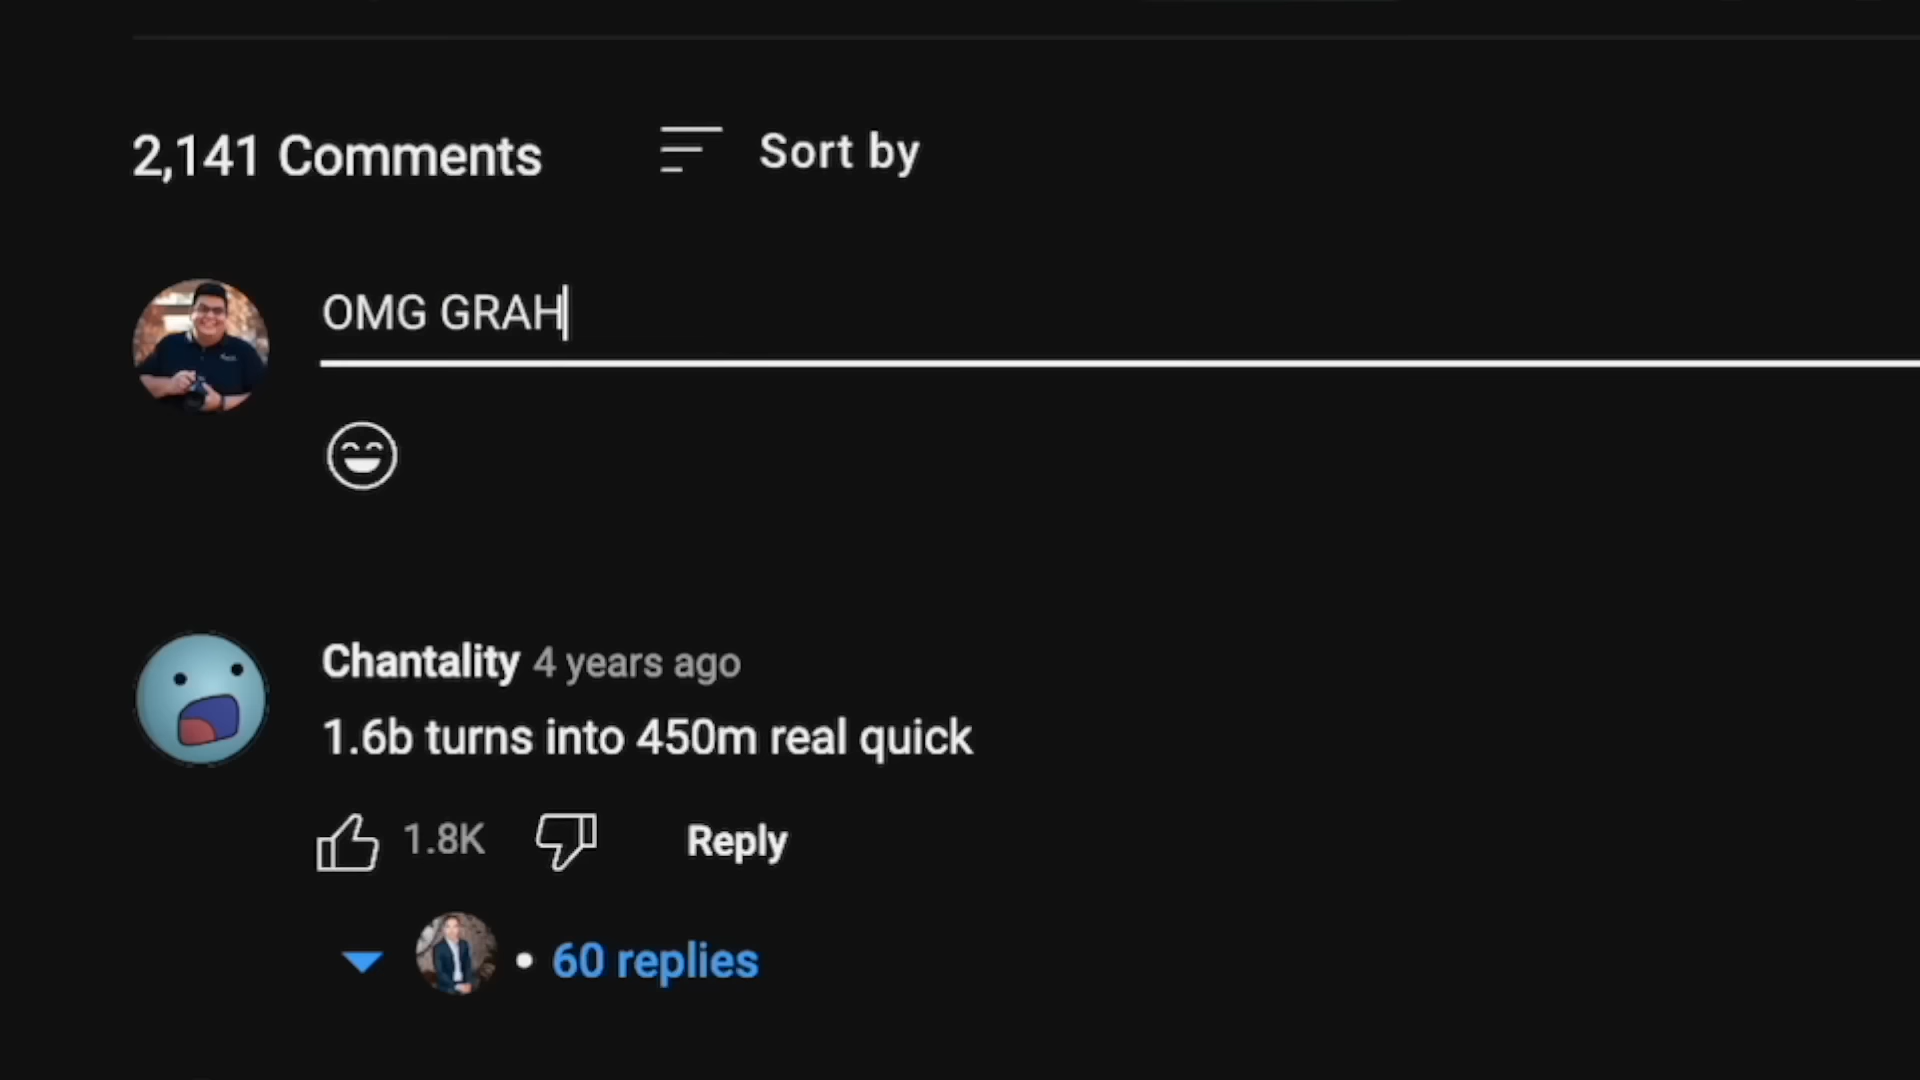 2,141 Comments
Sort by
OMG GRAH
Chantality 4 years ago
1.6b turns into 450m real quick
1.8K
Reply
60 replies